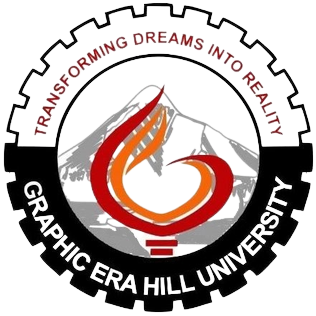 TRANSFORMING DREAMS INTO REALITY
GRAPHIC ERA HILL UNIVERSITY